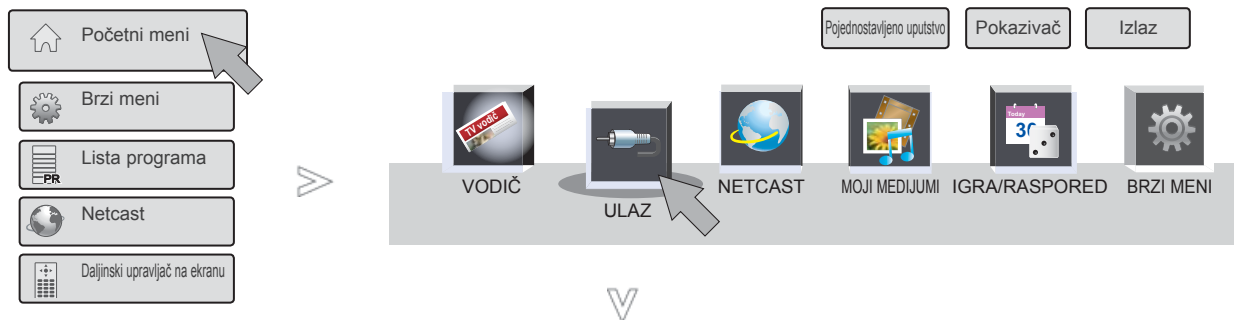 Početni meni
Brzi meni
Lista programa
PR
Netcast
Daljinski upravljač na ekranu
Pojednostavljeno uputstvo
Pokazivač
Izlaz
TV vodič
Today
30
VODIČ
ULAZ
NETCAST
MOJI MEDIJUMI
IGRA/RASPORED
BRZI MENI